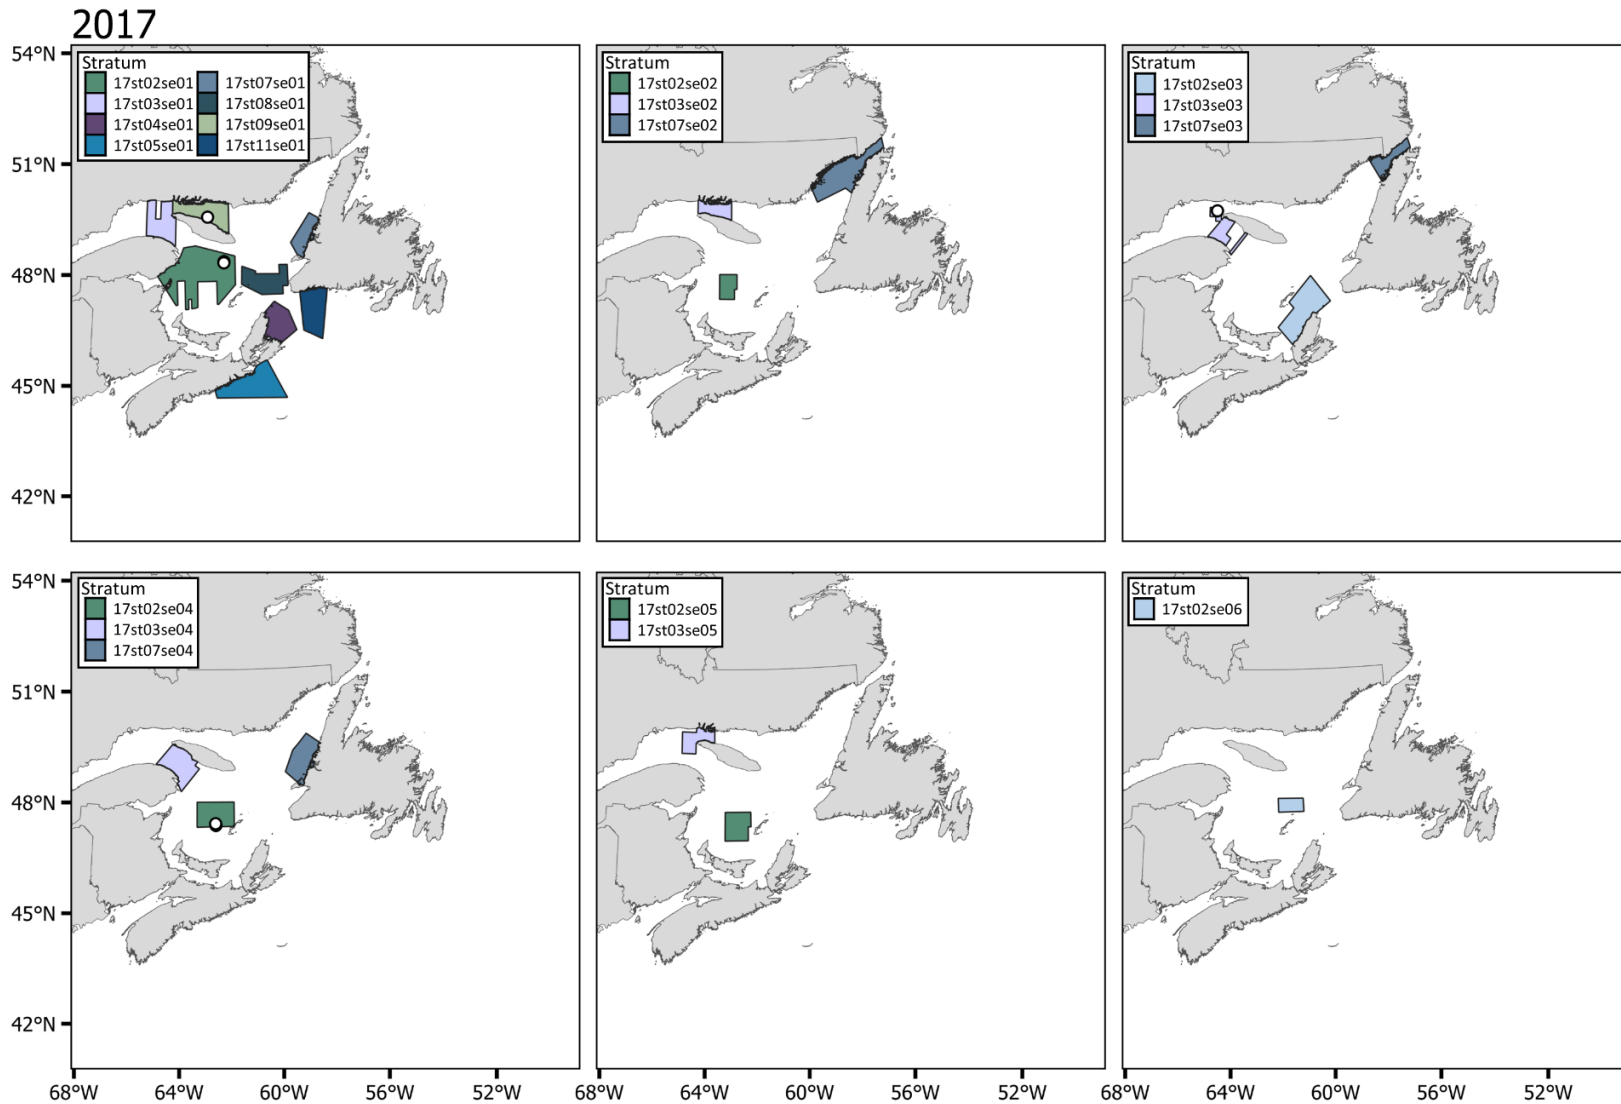 2017
54°N
51°N
48°N
45°N
42°N
Stratum
17st02se01
17st03se01
17st04se01
17st05se01
17st07se01
17st08se01
17st09se01
17st11se01
Stratum
17st02se02
17st03se02
17st07se02
Stratum
17st02se03
17st03se03
17st07se03
54°N
51°N
48°N
45°N
42°N
Stratum
17st02se04
17st03se04
17st07se04
Stratum
17st02se05
17st03se05
Stratum
17st02se06
68°W 64°W 60°W 56°W 52°W
68°W 64°W 60°W 56°W 52°W
68°W 64°W 60°W 56°W 52°W